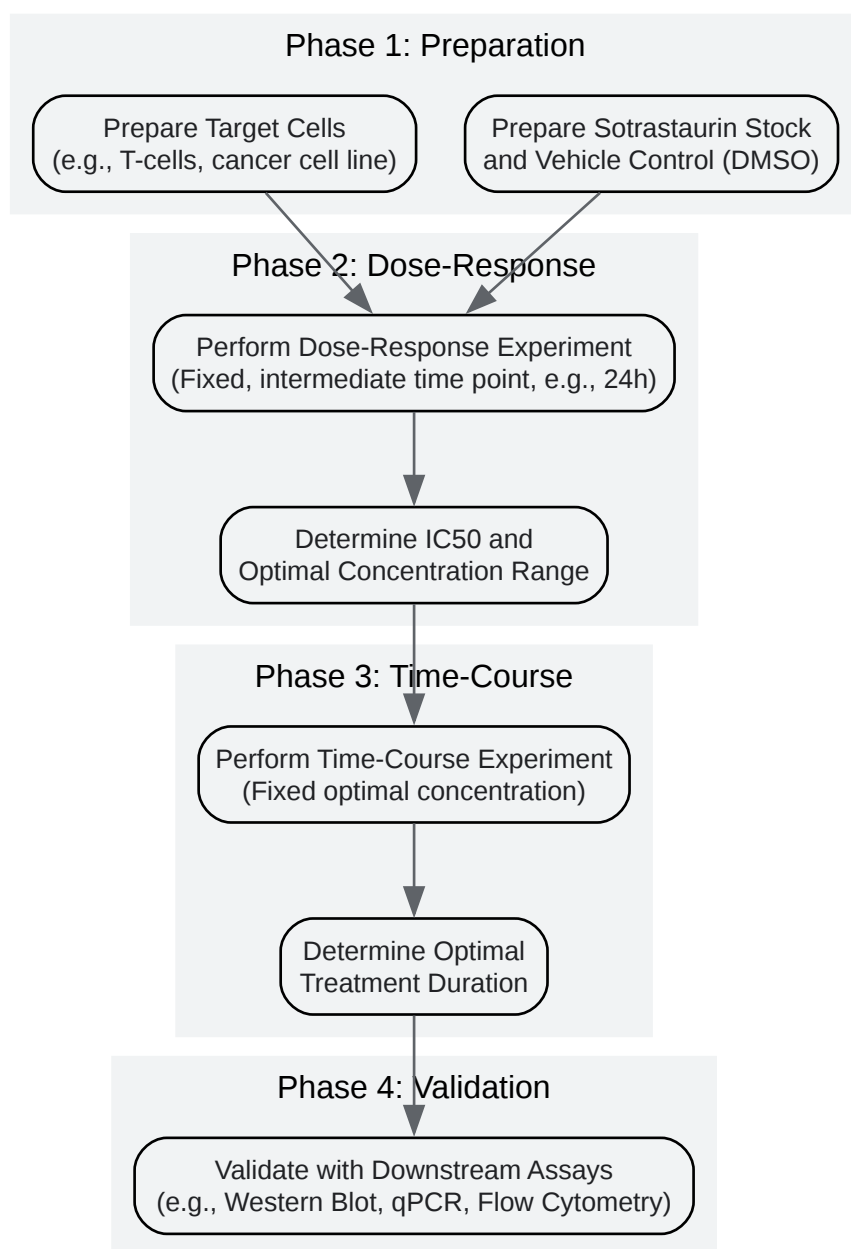 Phase 1: Preparation
Prepare Target Cells
(e.g., T-cells, cancer cell line)
Prepare Sotrastaurin Stock
and Vehicle Control (DMSO)
Phase 2: Dose-Response
Perform Dose-Response Experiment
(Fixed, intermediate time point, e.g., 24h)
Determine IC50 and
Optimal Concentration Range
Phase 3: Time-Course
Perform Time-Course Experiment
(Fixed optimal concentration)
Determine Optimal
Treatment Duration
Phase 4: Validation
Validate with Downstream Assays
(e.g., Western Blot, qPCR, Flow Cytometry)